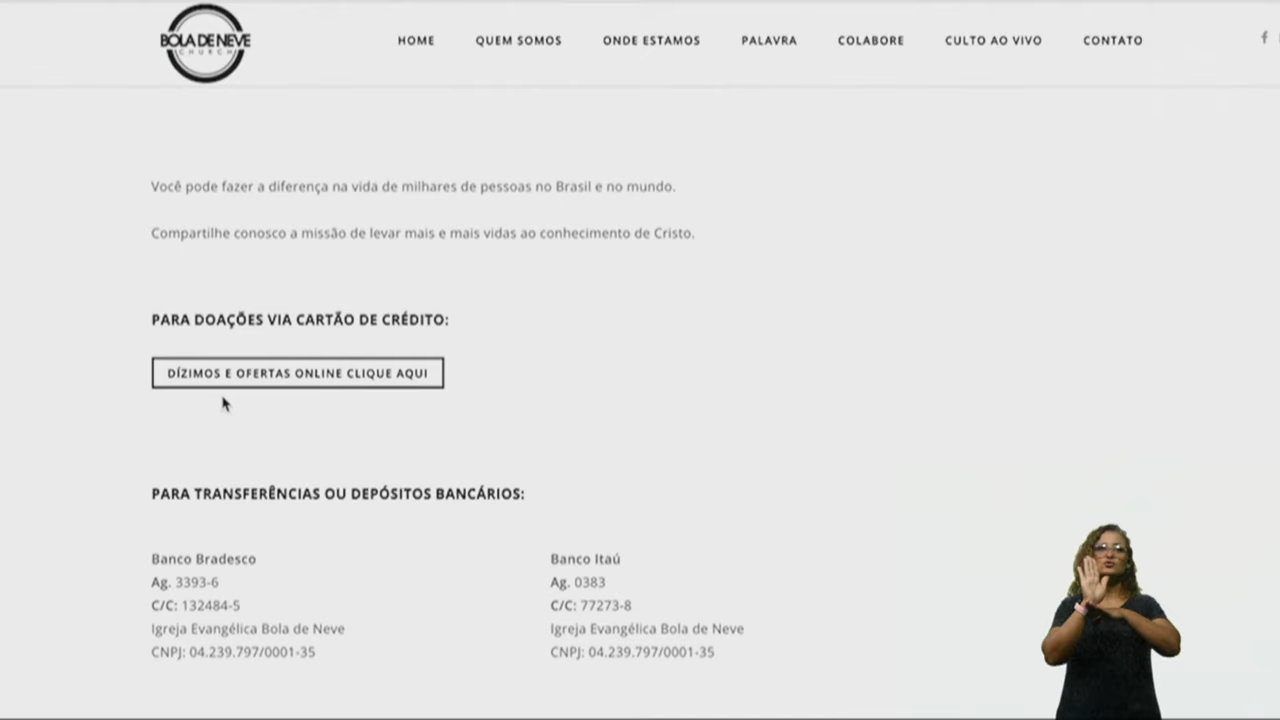 BOLA DE NEVE
CHURCH
HOME QUEM SOMOS ONDE ESTAMOS PALAVRA COLABORE CULTO AO VIVO CONTATO
Você pode fazer a diferença na vida de milhares de pessoas no Brasil e no mundo.
Compartilhe conosco a missão de levar mais e mais vidas ao conhecimento de Cristo.
PARA DOAÇÕES VIA CARTÃO DE CRÉDITO:
DÍZIMOS E OFERTAS ONLINE CLIQUE AQUI
PARA TRANSFERÊNCIAS OU DEPÓSITOS BANCÁRIOS:
Banco Bradesco
Ag. 3393-6
C/C: 132484-5
Igreja Evangélica Bola de Neve
CNPJ: 04.239.797/0001-35
Banco Itaú
Ag. 0383
C/C: 77273-8
Igreja Evangélica Bola de Neve
CNPJ: 04.239.797/0001-35